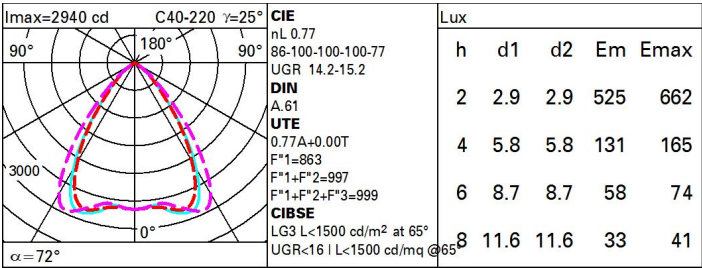 Imax=2940 cd C40-220 γ=25°
90° 180° 90°
3000
0°
α=72°
CIE
nL 0.77
86-100-100-100-77
UGR 14.2-15.2
DIN
A.61
UTE
0.77A+0.00T
F"1=863
F"1+F"2=997
F"1+F"2+F"3=999
CIBSE
LG3 L<1500 cd/m² at 65°
UGR<16 | L<1500 cd/mq @65°
Lux
h d1 d2 Em Emax
2 2.9 2.9 525 662
4 5.8 5.8 131 165
6 8.7 8.7 58 74
8 11.6 11.6 33 41